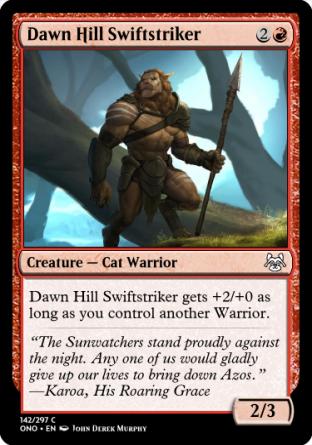 Dawn Hill Swiftstriker 2
Creature — Cat Warrior
Dawn Hill Swiftstriker gets +2/+0 as
long as you control another Warrior.
“The Sunwatchers stand proudly against
the night. Any one of us would gladly
give up our lives to bring down Azos.”
—Karoa, His Roaring Grace
2/3
142/297 C
ONO • EN John Derek Murphy